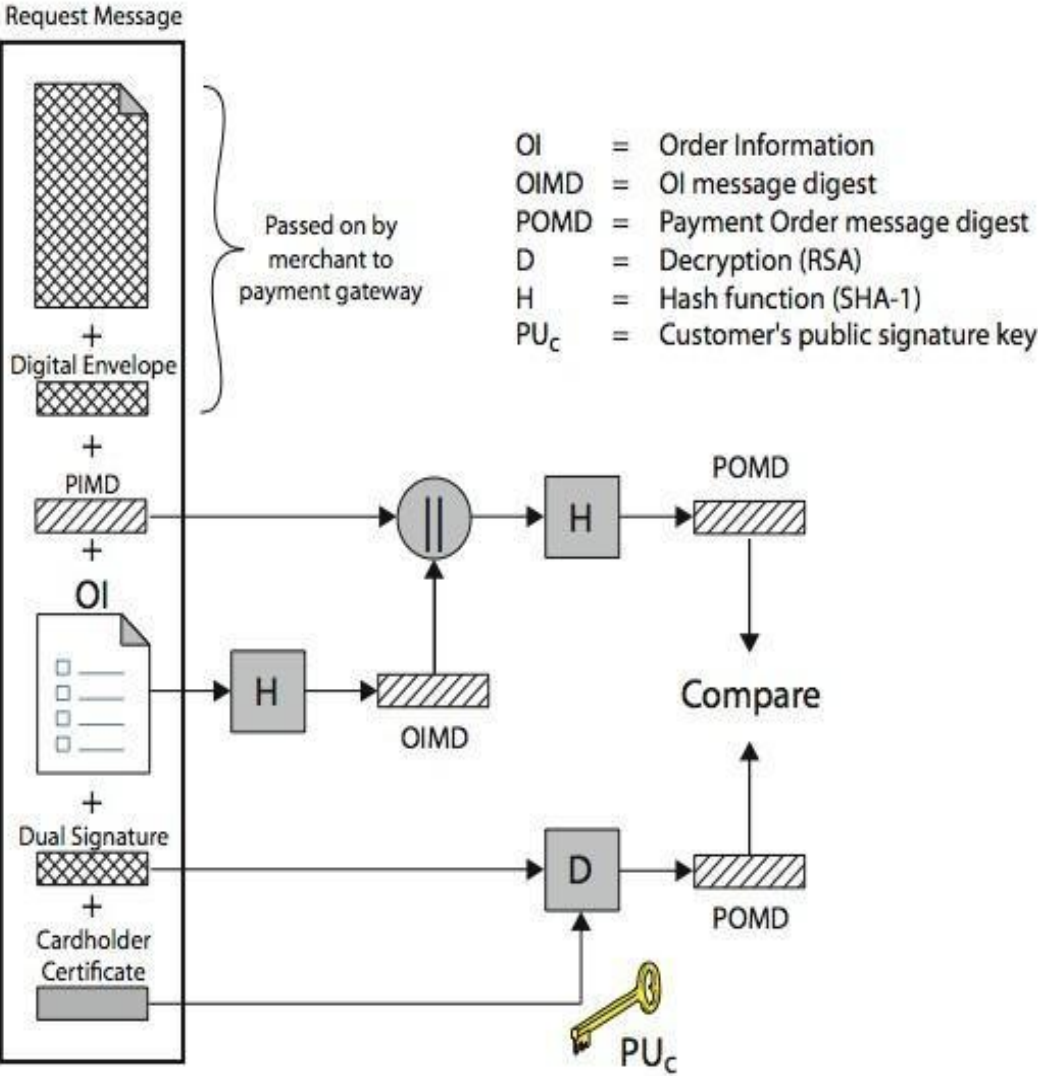 Request Message
Passed on by
merchant to
payment gateway
OI = Order Information
OIMD = OI message digest
POMD = Payment Order message digest
D = Decryption (RSA)
H = Hash function (SHA-1)
PUc = Customer's public signature key
+
Digital Envelope
+
PIMD
+
OI
||
H
POMD
H
OIMD
Compare
+
Dual Signature
+
Cardholder
Certificate
D
POMD
PUc